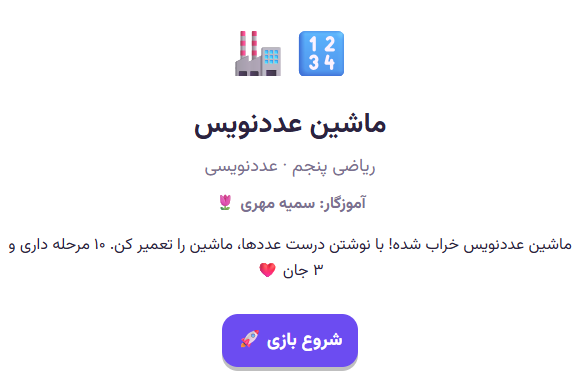 🏭 🔢
ماشین عددنویس
ریاضی پنجم · عددنویسی
آموزگار: سمیه مهری 🌷
ماشین عددنویس خراب شده! با نوشتن درست عددها، ماشین را تعمیر کن. ۱۰ مرحله داری و
۳ جان ❤️
شروع بازی 🚀